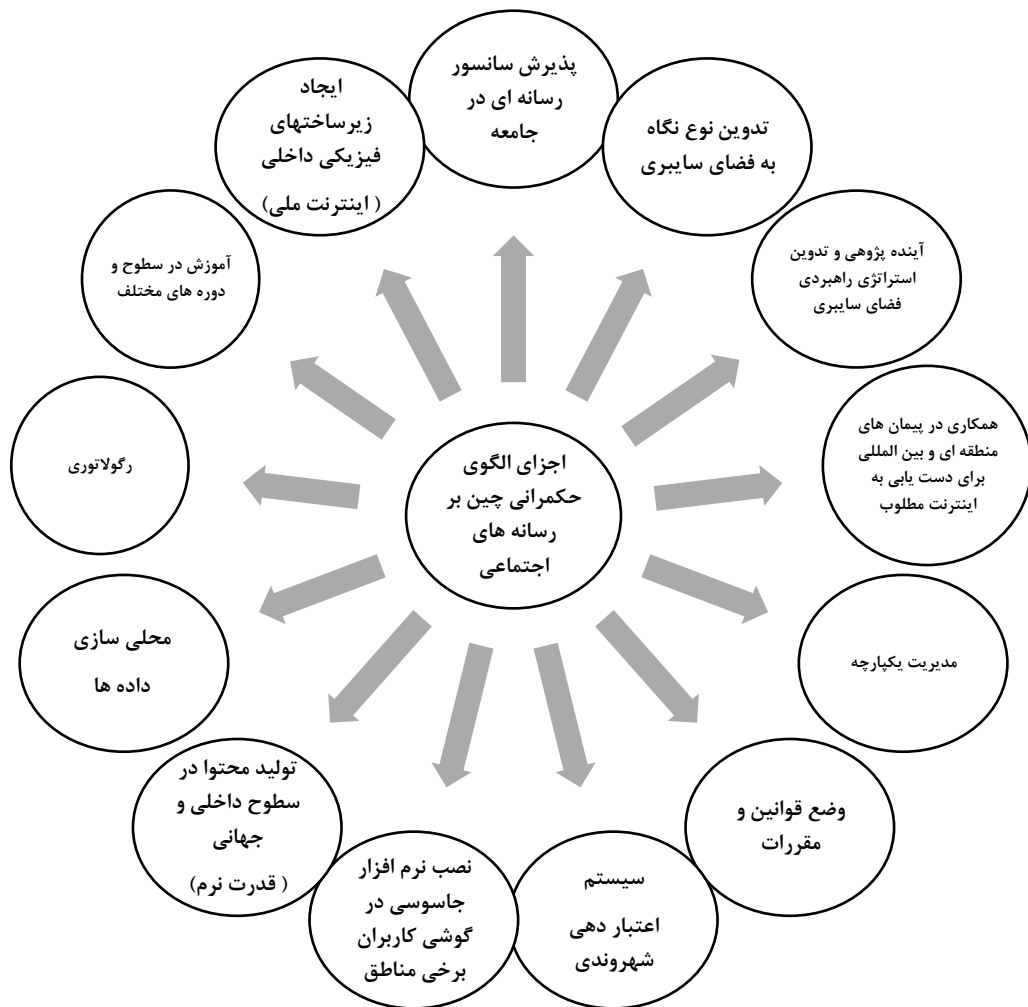 پذیرش سانسور
رسانه ای در
جامعه
تدوین نوع نگاه
به فضای سایبری
آینده پژوهی و تدوین
استراتژی راهبردی
فضای سایبری
همکاری در پیمان های
منطقه ای و بین المللی
برای دست یابی به
اینترنت مطلوب
مدیریت یکپارچه
وضع قوانین و
مقررات
سیستم
اعتبار دهی
شهروندی
نصب نرم افزار
جاسوسی در
گوشی کاربران
برخی مناطق
تولید محتوا در
سطوح داخلی و
جهانی
( قدرت نرم)
محلی سازی
داده ها
رگولاتوری
آموزش در سطوح و
دوره های مختلف
ایجاد
زیرساختهای
فیزیکی داخلی
( اینترنت ملی)
اجزای الگوی
حکمرانی چین بر
رسانه های
اجتماعی